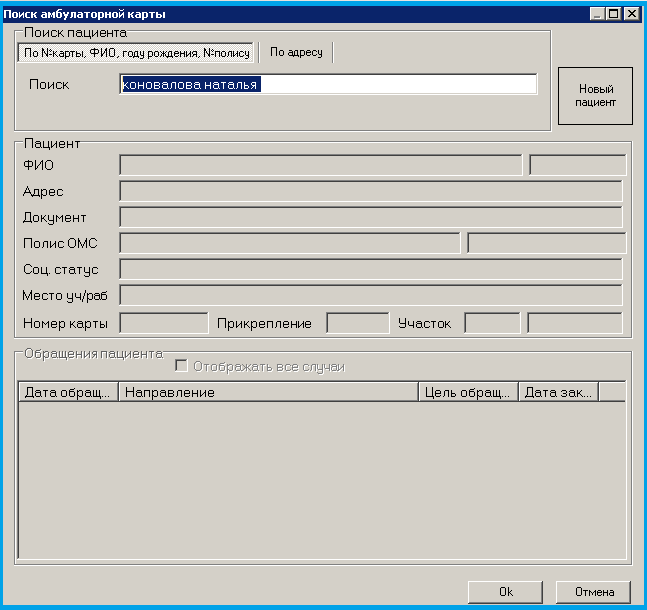 Поиск амбулаторной карты
Поиск пациента
По №карты, ФИО, году рождения, №полису
По адресу
Поиск
коновалова наталья
Новый
пациент
Пациент
ФИО
Адрес
Документ
Полис ОМС
Соц. статус
Место уч/раб
Номер карты Прикрепление Участок
Обращения пациента
Отображать все случаи
Дата обращ... Направление Цель обращ... Дата зак...
Ok Отмена